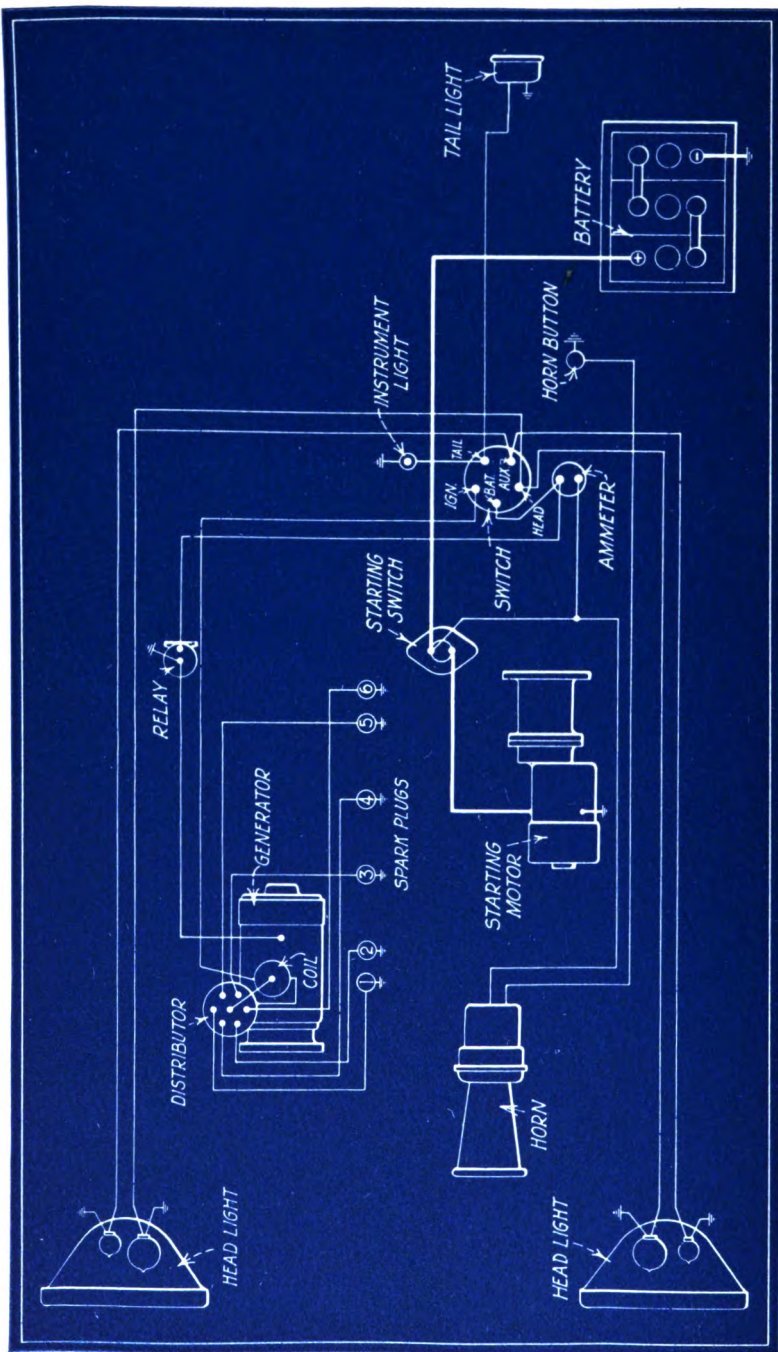 TAIL LIGHT
BATTERY
+
-
INSTRUMENT
LIGHT
HORN BUTTON
TAIL
IGN.
BAT.
AUX.
HEAD
SWITCH
AMMETER
STARTING
SWITCH
RELAY
GENERATOR
COIL
DISTRIBUTOR
1
2
3
4
5
6
SPARK PLUGS
STARTING
MOTOR
HORN
HEAD LIGHT
HEAD LIGHT